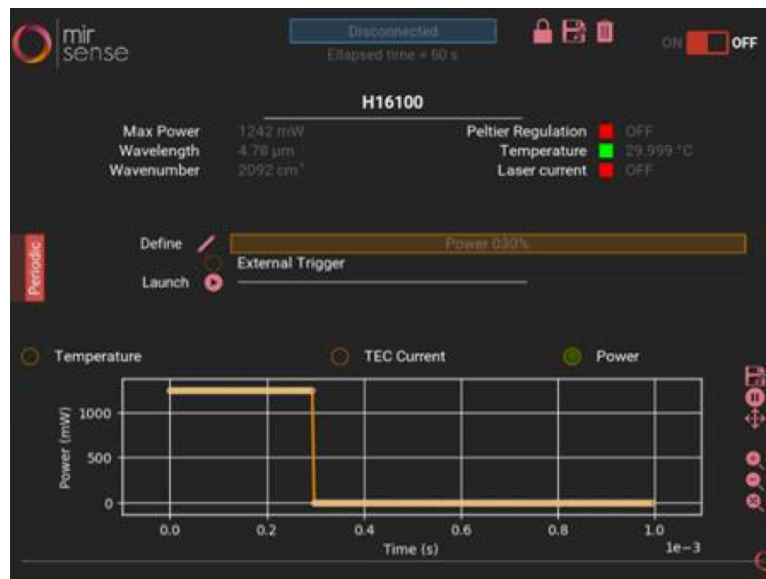 mir
sense
Disconnected
Ellapsed time = 60 s
ON
OFF
H16100
Max Power 1242 mW
Peltier Regulation OFF
Wavelength 4.78 µm
Temperature 29.999 °C
Wavenumber 2092 cm⁻¹
Laser current OFF
Periodic
Define
Power 030%
External Trigger
Launch
Temperature
TEC Current
Power
Power (mW)
1000
500
0
0.0 0.2 0.4 0.6 0.8 1.0
Time (s)
1e−3